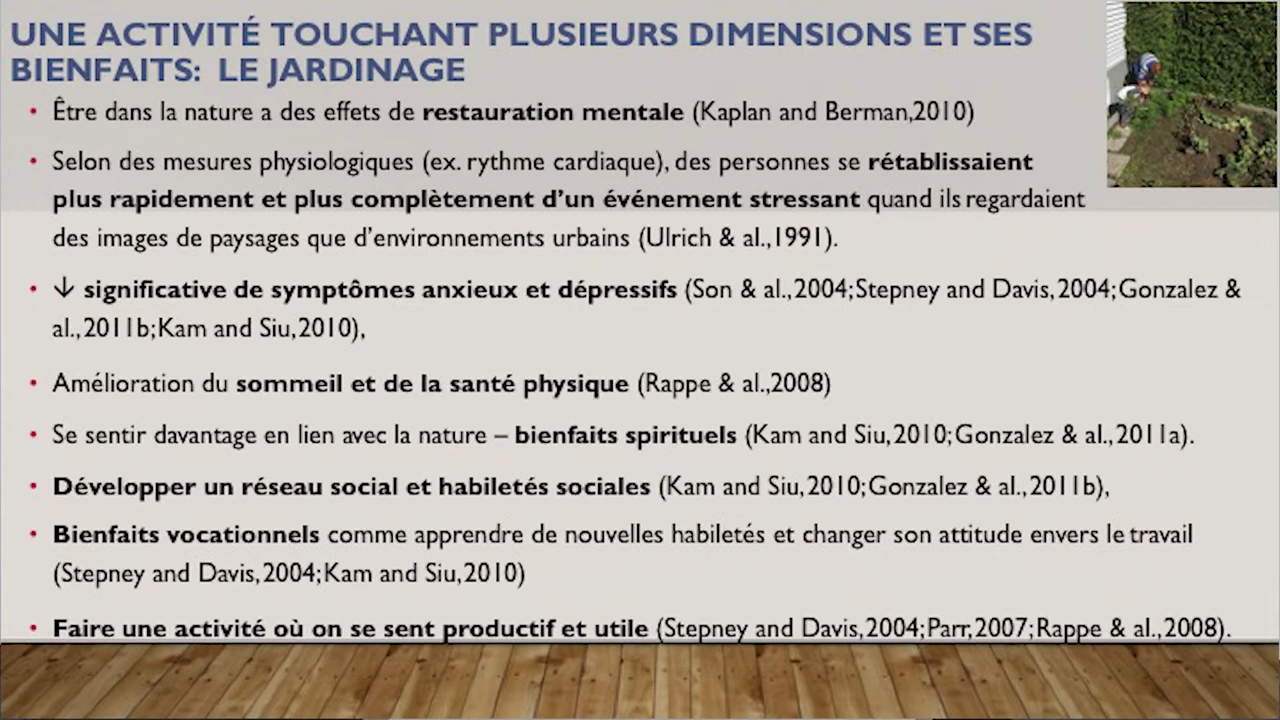 UNE ACTIVITÉ TOUCHANT PLUSIEURS DIMENSIONS ET SES
BIENFAITS: LE JARDINAGE
• Être dans la nature a des effets de restauration mentale (Kaplan and Berman,2010)
• Selon des mesures physiologiques (ex. rythme cardiaque), des personnes se rétablissaient
plus rapidement et plus complètement d'un événement stressant quand ils regardaient
des images de paysages que d'environnements urbains (Ulrich & al.,1991).
• ↓ significative de symptômes anxieux et dépressifs (Son & al.,2004;Stepney and Davis,2004;Gonzalez &
al.,2011b;Kam and Siu,2010),
• Amélioration du sommeil et de la santé physique (Rappe & al.,2008)
• Se sentir davantage en lien avec la nature – bienfaits spirituels (Kam and Siu,2010;Gonzalez & al.,2011a).
• Développer un réseau social et habiletés sociales (Kam and Siu,2010;Gonzalez & al.,2011b),
• Bienfaits vocationnels comme apprendre de nouvelles habiletés et changer son attitude envers le travail
(Stepney and Davis,2004;Kam and Siu,2010)
• Faire une activité où on se sent productif et utile (Stepney and Davis,2004;Parr,2007;Rappe & al.,2008).